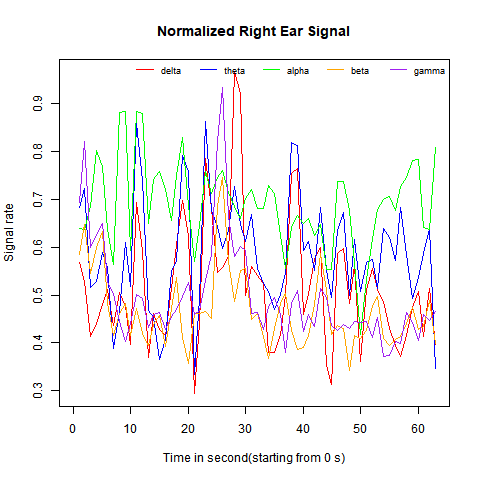 Normalized Right Ear Signal
delta theta alpha beta gamma
Signal rate
0.9
0.8
0.7
0.6
0.5
0.4
0.3
0 10 20 30 40 50 60
Time in second(starting from 0 s)